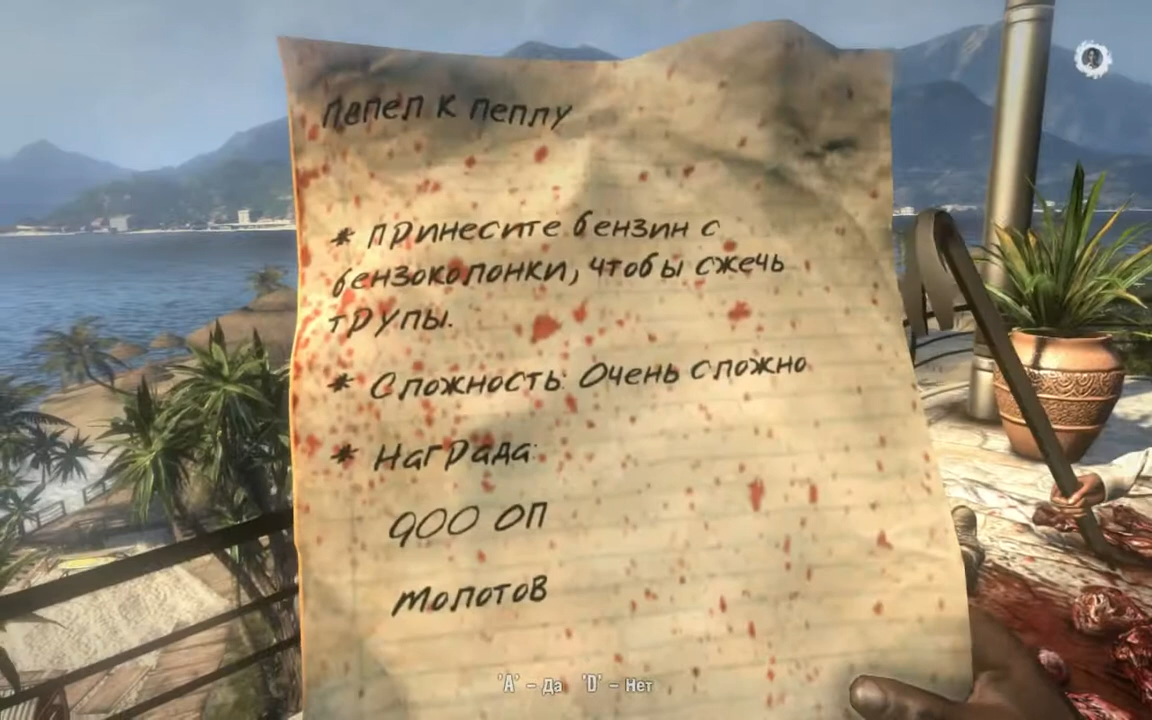 Пепел к пеплу
* принесите бензин с
бензоколонки, чтобы сжечь
трупы.
* Сложность: Очень сложно
* Награда:
900 ОП
молотов
'A' - Да 'D' - Нет